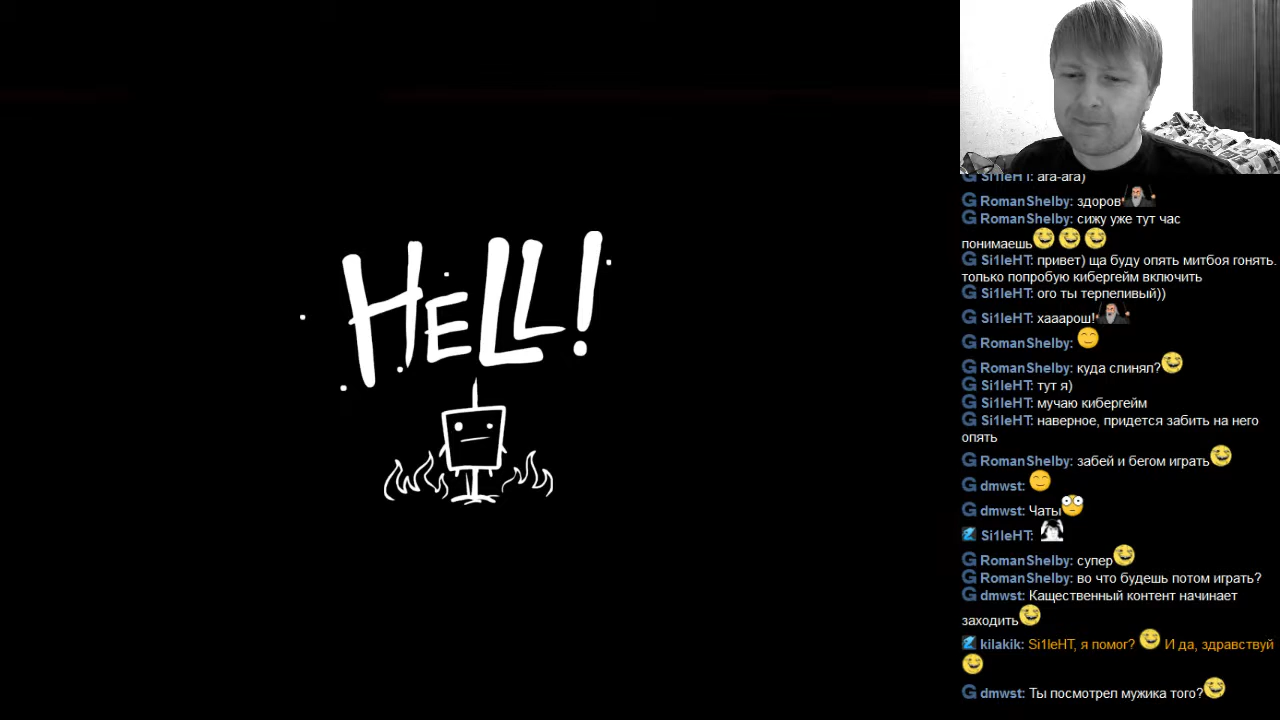 HELL!
Si1leHT: ага-ага)
RomanShelby: здоров
RomanShelby: сижу уже тут час
понимаешь
Si1leHT: привет) ща буду опять митбоя гонять.
только попробую кибергейм включить
Si1leHT: ого ты терпеливый))
Si1leHT: хааарош!
RomanShelby:
RomanShelby: куда слинял?
Si1leHT: тут я)
Si1leHT: мучаю кибергейм
Si1leHT: наверное, придется забить на него
опять
RomanShelby: забей и бегом играть
dmwst:
dmwst: Чаты
Si1leHT:
RomanShelby: супер
RomanShelby: во что будешь потом играть?
dmwst: Кащественный контент начинает
заходить
kilakik: Si1leHT, я помог? И да, здравствуй
dmwst: Ты посмотрел мужика того?